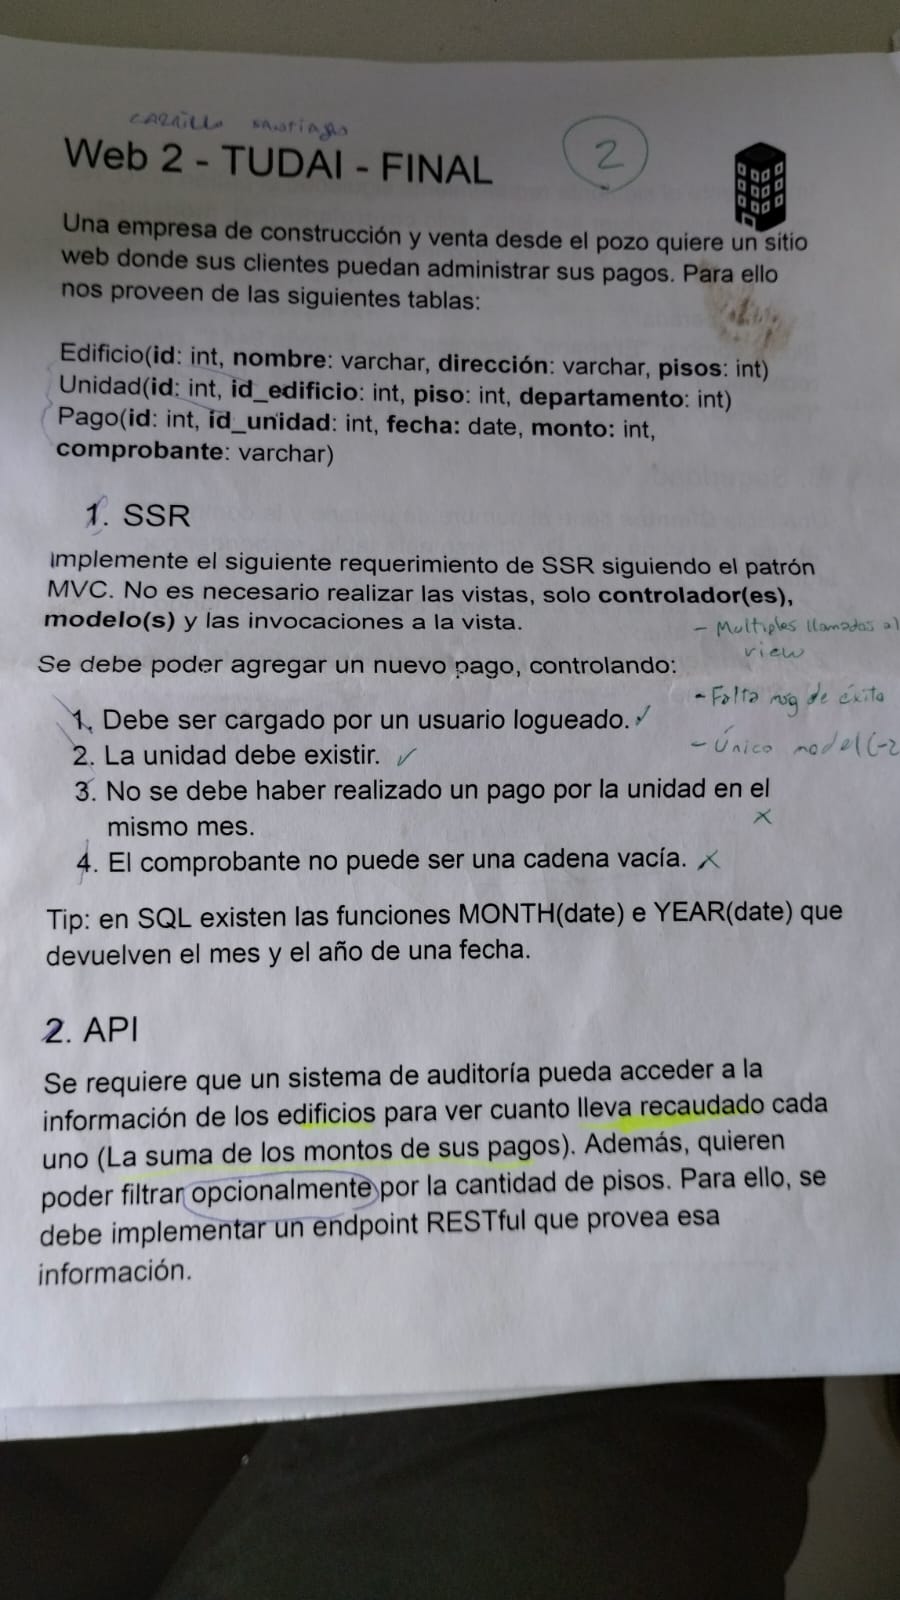 CARRILLO SANTIAGO
Web 2 - TUDAI - FINAL
2
Una empresa de construcción y venta desde el pozo quiere un sitio
web donde sus clientes puedan administrar sus pagos. Para ello
nos proveen de las siguientes tablas:
Edificio(id: int, nombre: varchar, dirección: varchar, pisos: int)
Unidad(id: int, id_edificio: int, piso: int, departamento: int)
Pago(id: int, id_unidad: int, fecha: date, monto: int,
comprobante: varchar)
1. SSR
Implemente el siguiente requerimiento de SSR siguiendo el patrón
MVC. No es necesario realizar las vistas, solo controlador(es),
modelo(s) y las invocaciones a la vista.
- Multiples llamadas al
view
Se debe poder agregar un nuevo pago, controlando:
- Falta msg de éxito
1. Debe ser cargado por un usuario logueado. ✓
- Único model
2. La unidad debe existir. ✓
3. No se debe haber realizado un pago por la unidad en el
mismo mes. X
4. El comprobante no puede ser una cadena vacía. X
Tip: en SQL existen las funciones MONTH(date) e YEAR(date) que
devuelven el mes y el año de una fecha.
2. API
Se requiere que un sistema de auditoría pueda acceder a la
información de los edificios para ver cuanto lleva recaudado cada
uno (La suma de los montos de sus pagos). Además, quieren
poder filtrar opcionalmente por la cantidad de pisos. Para ello, se
debe implementar un endpoint RESTful que provea esa
información.